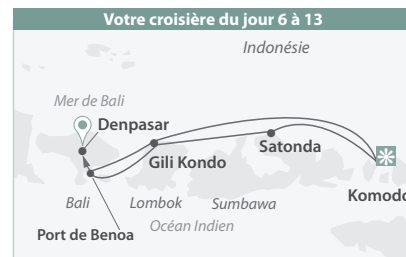 Votre croisière du jour 6 à 13
Indonésie
Mer de Bali
Denpasar
Gili Kondo
Satonda
Komodo
Bali
Lombok
Sumbawa
Océan Indien
Port de Benoa